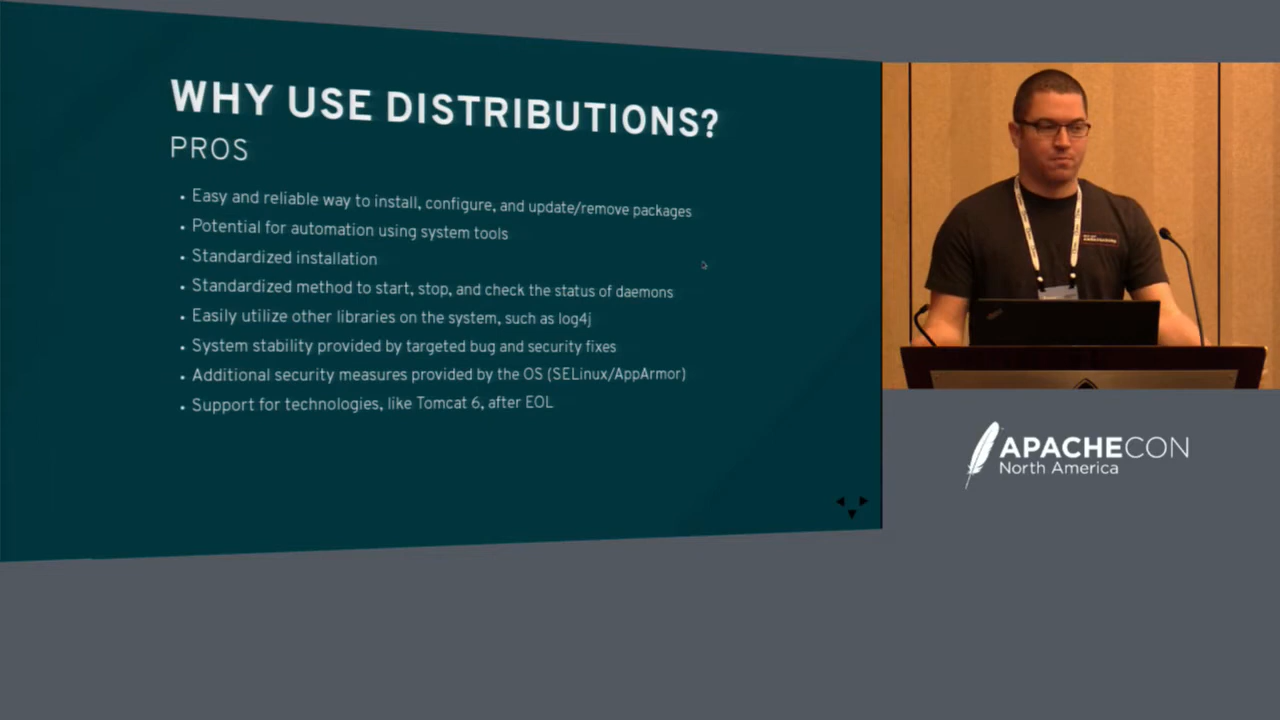 WHY USE DISTRIBUTIONS?
PROS
• Easy and reliable way to install, configure, and update/remove packages
• Potential for automation using system tools
• Standardized installation
• Standardized method to start, stop, and check the status of daemons
• Easily utilize other libraries on the system, such as log4j
• System stability provided by targeted bug and security fixes
• Additional security measures provided by the OS (SELinux/AppArmor)
• Support for technologies, like Tomcat 6, after EOL
APACHECON
North America